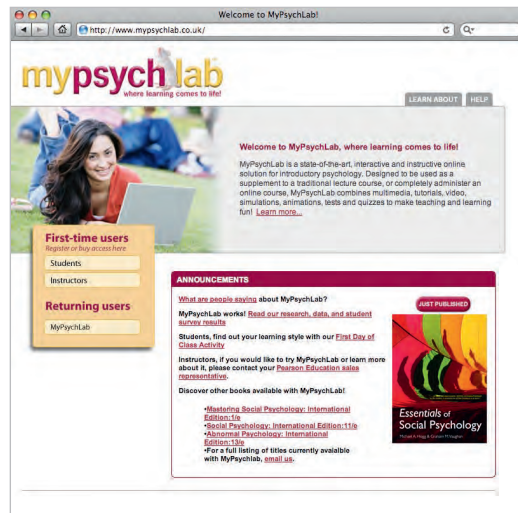 Welcome to MyPsychLab!
http://www.mypsychlab.co.uk/
mypsychlab
where learning comes to life!
LEARN ABOUT HELP
Welcome to MyPsychLab, where learning comes to life!
MyPsychLab is a state-of-the-art, interactive and instructive online
solution for introductory psychology. Designed to be used as a
supplement to a traditional lecture course, or completely administer an
online course, MyPsychLab combines multimedia, tutorials, video,
simulations, animations, tests and quizzes to make teaching and learning
fun! Learn more...
First-time users
Register or buy access here
Students
Instructors
Returning users
MyPsychLab
ANNOUNCEMENTS
What are people saying about MyPsychLab?
MyPsychLab works! Read our research, data, and student
survey results
Students, find out your learning style with our First Day of
Class Activity
Instructors, if you would like to try MyPsychLab or learn more
about it, please contact your Pearson Education sales
representative.
Discover other books available with MyPsychLab!
•Mastering Social Psychology: International
Edition:1/e
•Social Psychology: International Edition:11/e
•Abnormal Psychology: International
Edition:13/e
•For a full listing of titles currently avaialble
with MyPsychlab, email us.
JUST PUBLISHED
Essentials of
Social Psychology
Michael A. Hogg & Graham M. Vaughan